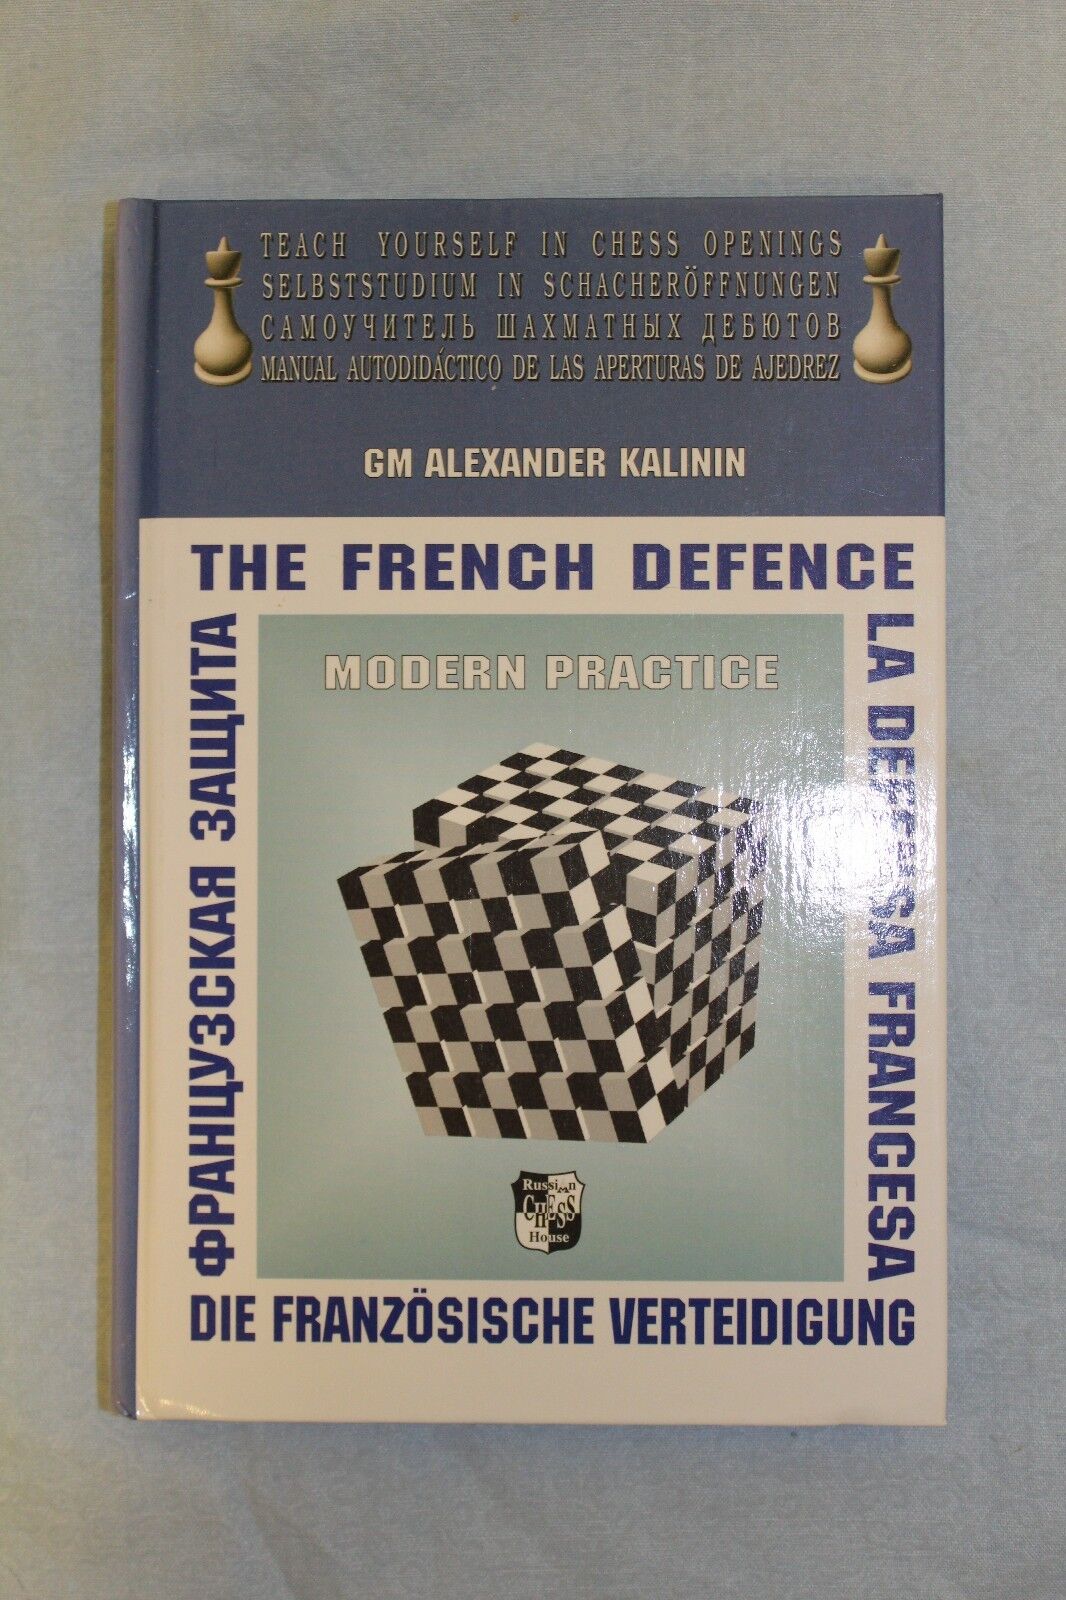 TEACH YOURSELF IN CHESS OPENINGS
SELBSTSTUDIUM IN SCHACHERÖFFNUNGEN
САМОУЧИТЕЛЬ ШАХМАТНЫХ ДЕБЮТОВ
MANUAL AUTODIDÁCTICO DE LAS APERTURAS DE AJEDREZ
GM ALEXANDER KALININ
THE FRENCH DEFENCE
ФРАНЦУЗСКАЯ ЗАЩИТА
MODERN PRACTICE
LA DEFENSA FRANCESA
Russian
CHESS
House
DIE FRANZÖSISCHE VERTEIDIGUNG